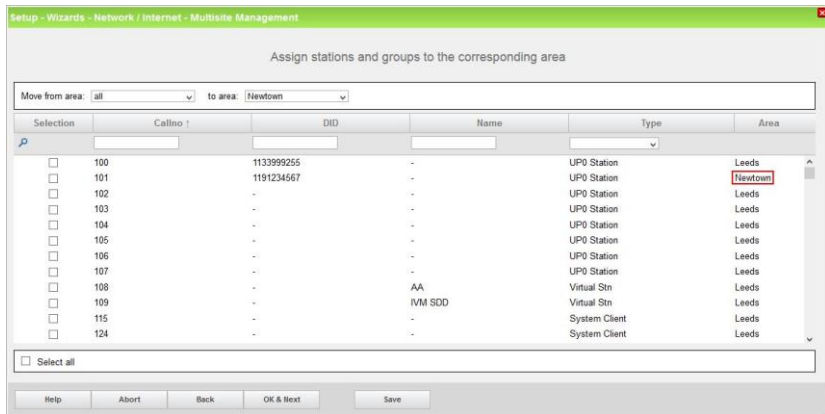 Setup - Wizards - Network / Internet - Multisite Management
Assign stations and groups to the corresponding area
Move from area: all to area: Newtown
Selection Callno ↑ DID Name Type Area
100 1133999255 - UP0 Station Leeds
101 1191234567 - UP0 Station Newtown
102 - - UP0 Station Leeds
103 - - UP0 Station Leeds
104 - - UP0 Station Leeds
105 - - UP0 Station Leeds
106 - - UP0 Station Leeds
107 - - UP0 Station Leeds
108 - AA Virtual Stn Leeds
109 - IVM SDD Virtual Stn Leeds
115 - - System Client Leeds
124 - - System Client Leeds
Select all
Help Abort Back OK & Next Save